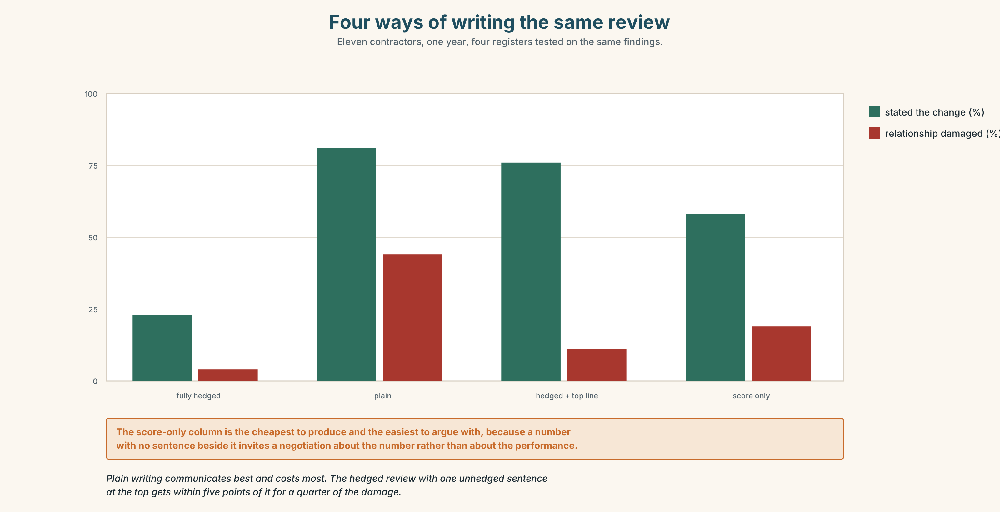 Four ways of writing the same review
Eleven contractors, one year, four registers tested on the same findings.
100
75
50
25
0
stated the change (%)
relationship damaged (%)
fully hedged
plain
hedged + top line
score only
The score-only column is the cheapest to produce and the easiest to argue with, because a number
with no sentence beside it invites a negotiation about the number rather than about the performance.
Plain writing communicates best and costs most. The hedged review with one unhedged sentence
at the top gets within five points of it for a quarter of the damage.